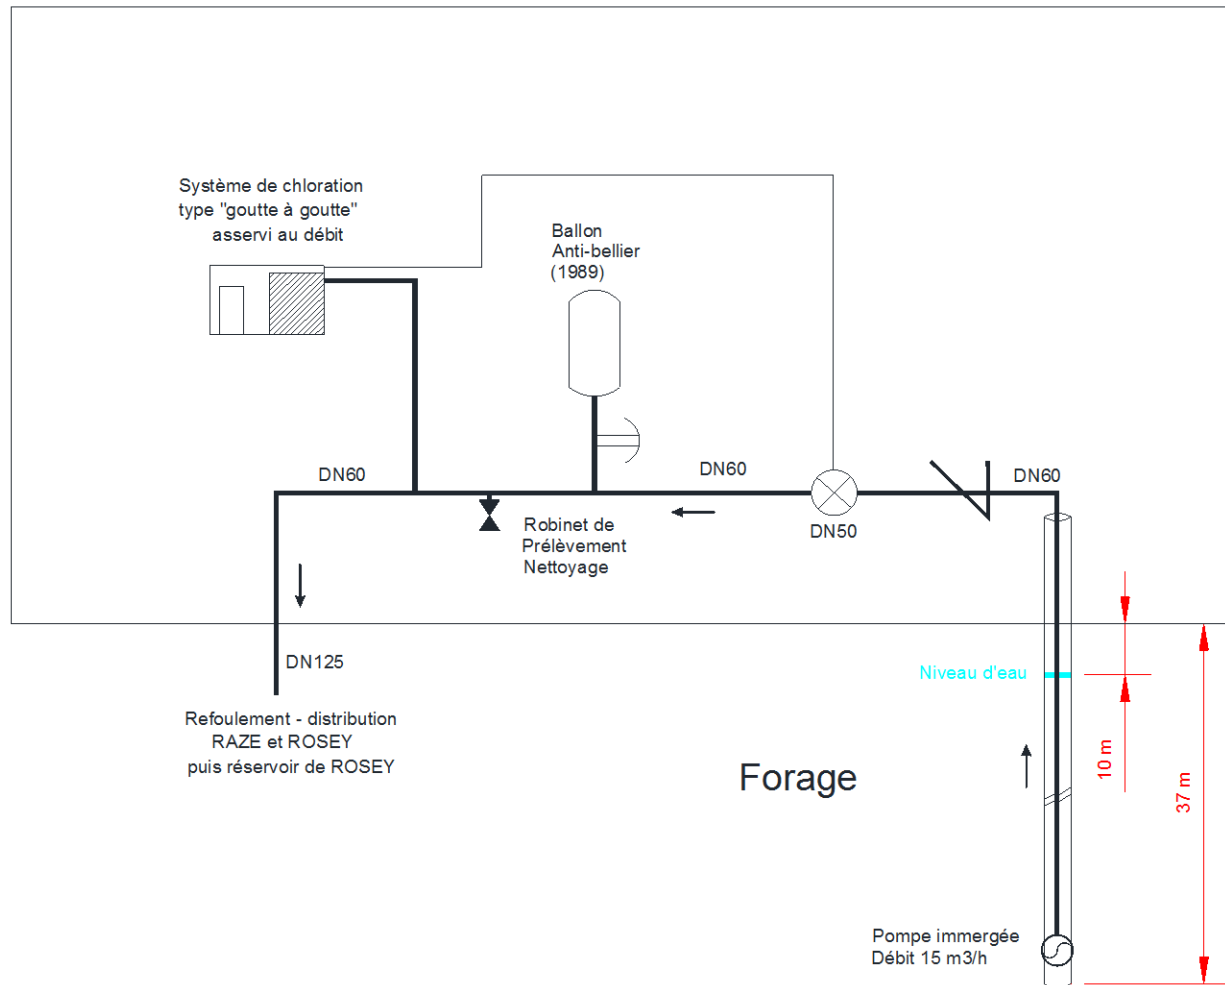 Système de chloration
type "goutte à goutte"
asservi au débit
Ballon
Anti-bellier
(1989)
DN60
DN60
DN60
DN50
Robinet de
Prélèvement
Nettoyage
DN125
Niveau d'eau
Refoulement - distribution
RAZE et ROSEY
puis réservoir de ROSEY
Forage
10 m
37 m
Pompe immergée
Débit 15 m3/h